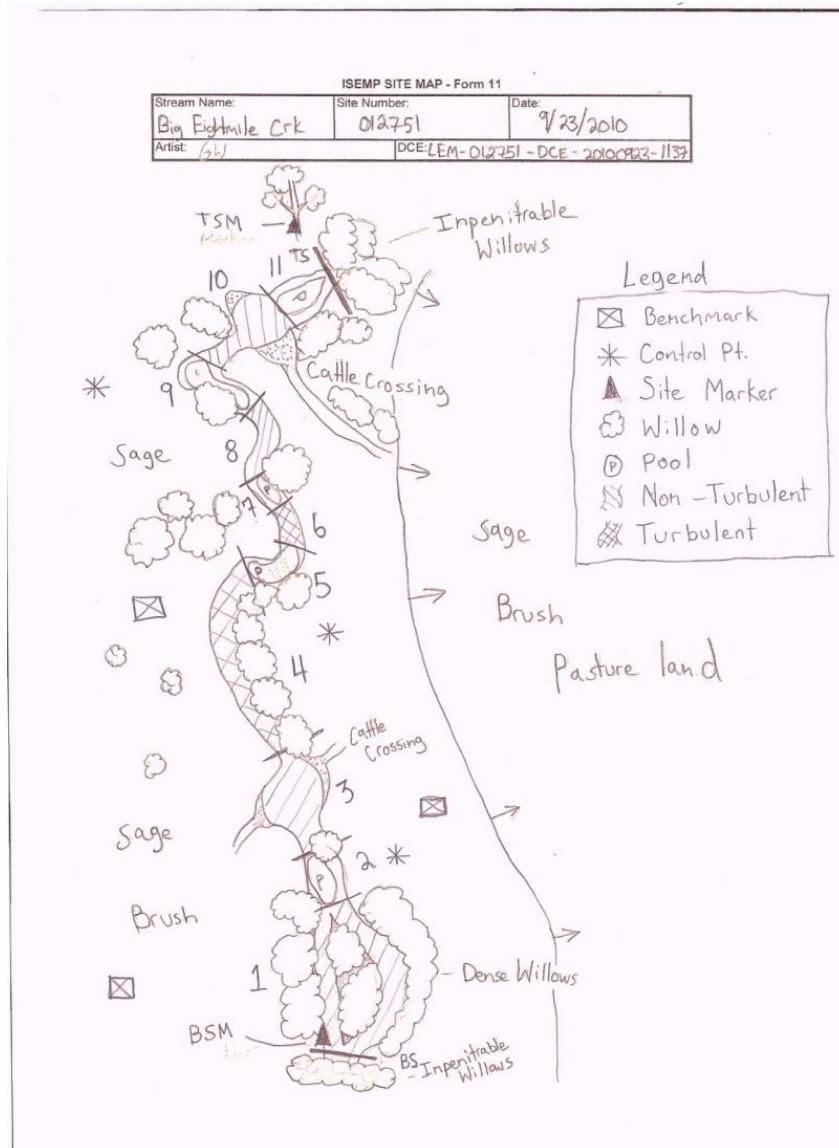 ISEMP SITE MAP - Form 11
Stream Name: Big Eightmile Crk
Site Number: 012751
Date: 9/23/2010
Artist: GW
DCE: LEM-012751-DCE-20100923-1137
TSM
TS
Inpenitrable
Willows
10
11
Legend
Benchmark
Control Pt.
Site Marker
Willow
P Pool
Non-Turbulent
Turbulent
Cattle Crossing
9
Sage
8
P
7
6
Sage
P
5
Brush
4
Pasture land
Cattle
Crossing
3
Sage
2
P
Brush
1
Dense Willows
BSM
BS
Inpenitrable
Willows